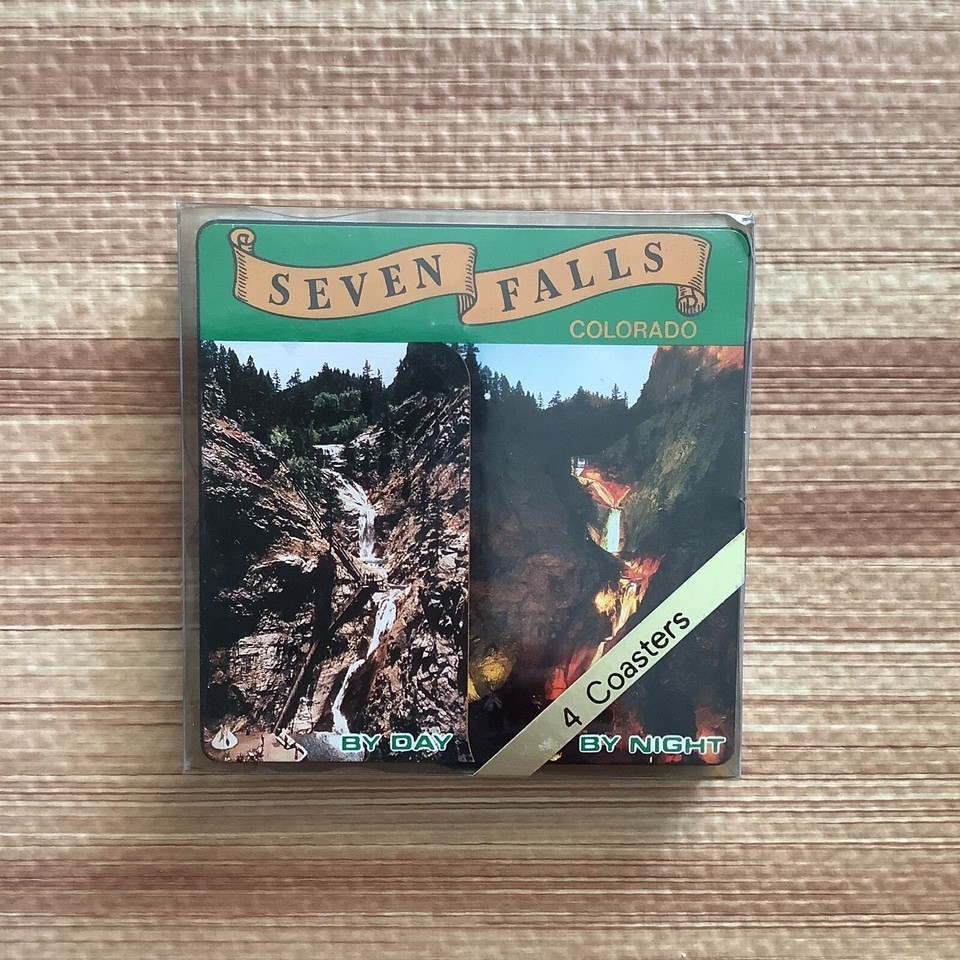 SEVEN FALLS
COLORADO
4 Coasters
BY DAY
BY NIGHT